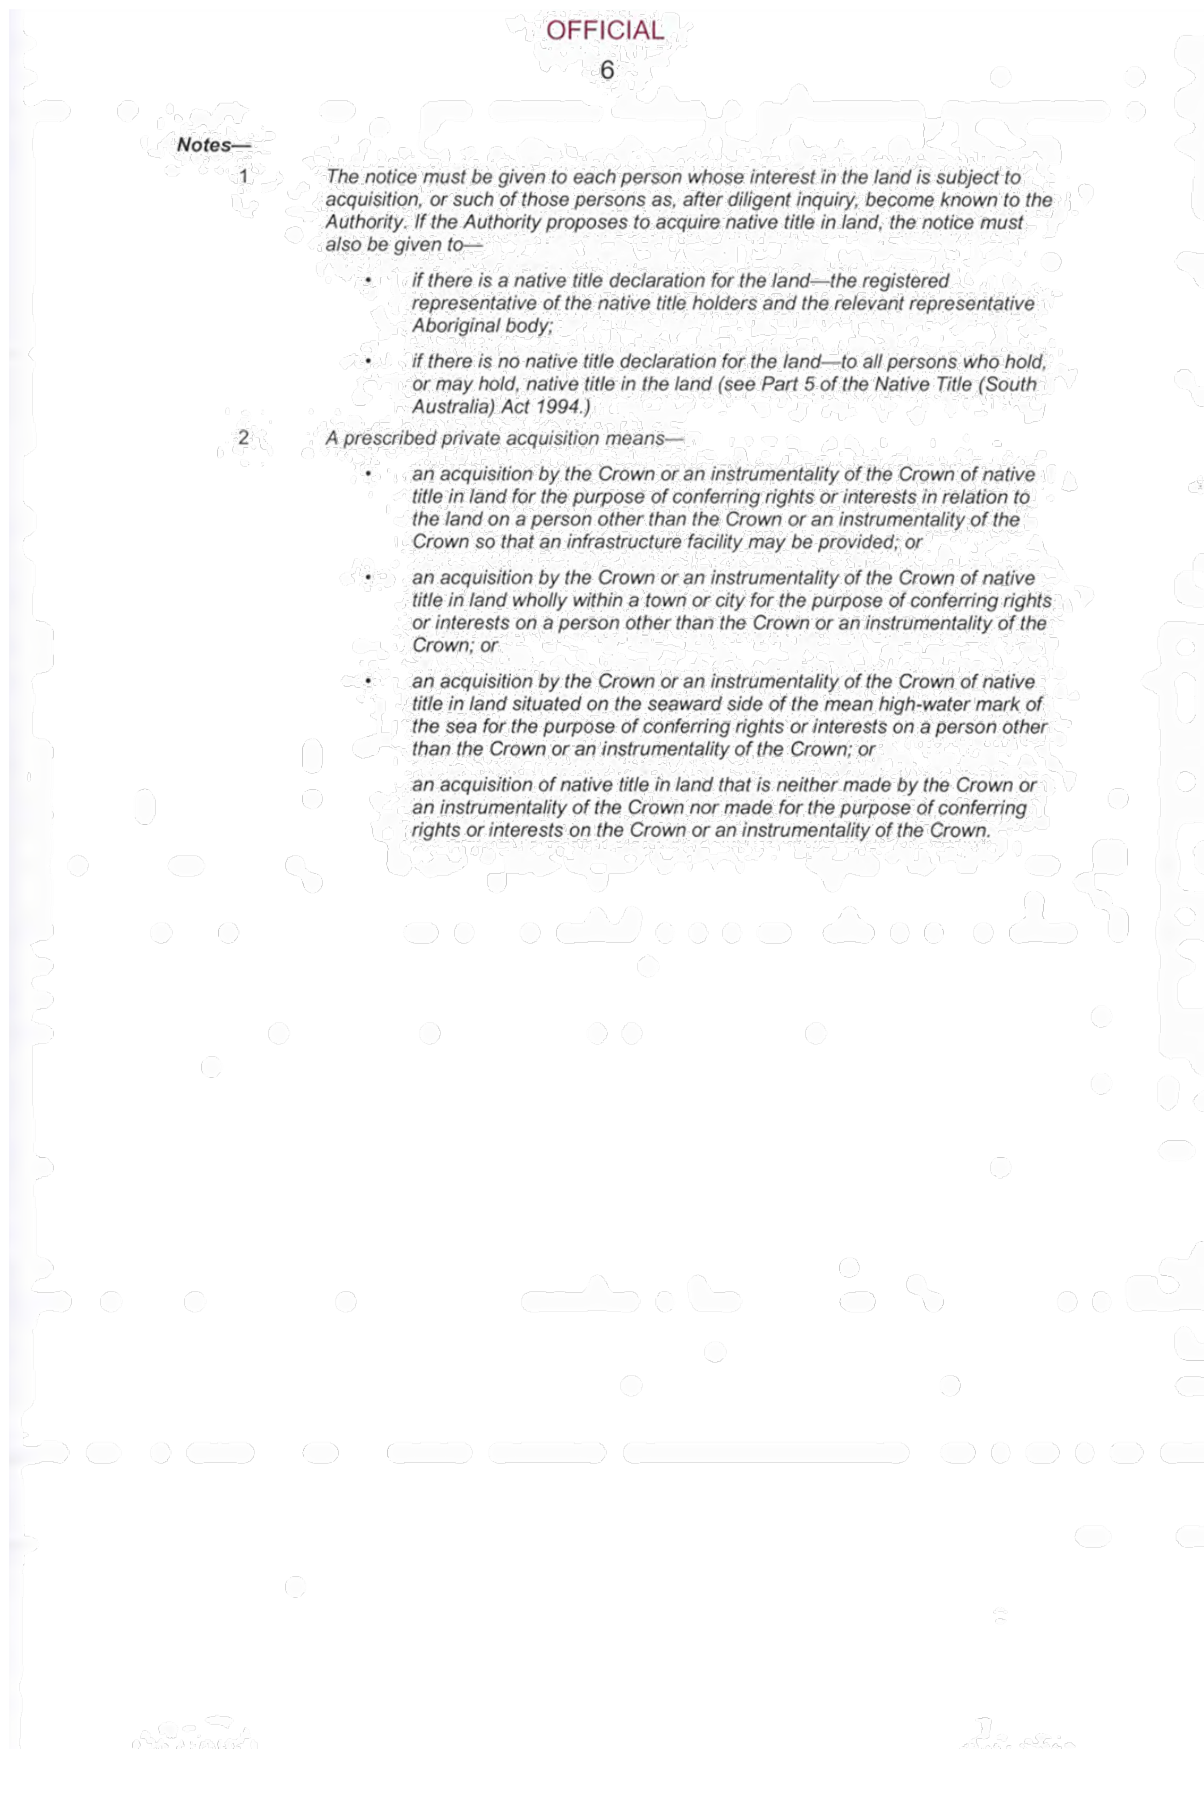 OFFICIAL
6
Notes—
1 The notice must be given to each person whose interest in the land is subject to
acquisition, or such of those persons as, after diligent inquiry, become known to the
Authority. If the Authority proposes to acquire native title in land, the notice must
also be given to—
• if there is a native title declaration for the land—the registered
representative of the native title holders and the relevant representative
Aboriginal body;
• if there is no native title declaration for the land—to all persons who hold,
or may hold, native title in the land (see Part 5 of the Native Title (South
Australia) Act 1994.)
2 A prescribed private acquisition means—
• an acquisition by the Crown or an instrumentality of the Crown of native
title in land for the purpose of conferring rights or interests in relation to
the land on a person other than the Crown or an instrumentality of the
Crown so that an infrastructure facility may be provided; or
• an acquisition by the Crown or an instrumentality of the Crown of native
title in land wholly within a town or city for the purpose of conferring rights
or interests on a person other than the Crown or an instrumentality of the
Crown; or
• an acquisition by the Crown or an instrumentality of the Crown of native
title in land situated on the seaward side of the mean high-water mark of
the sea for the purpose of conferring rights or interests on a person other
than the Crown or an instrumentality of the Crown; or
an acquisition of native title in land that is neither made by the Crown or
an instrumentality of the Crown nor made for the purpose of conferring
rights or interests on the Crown or an instrumentality of the Crown.